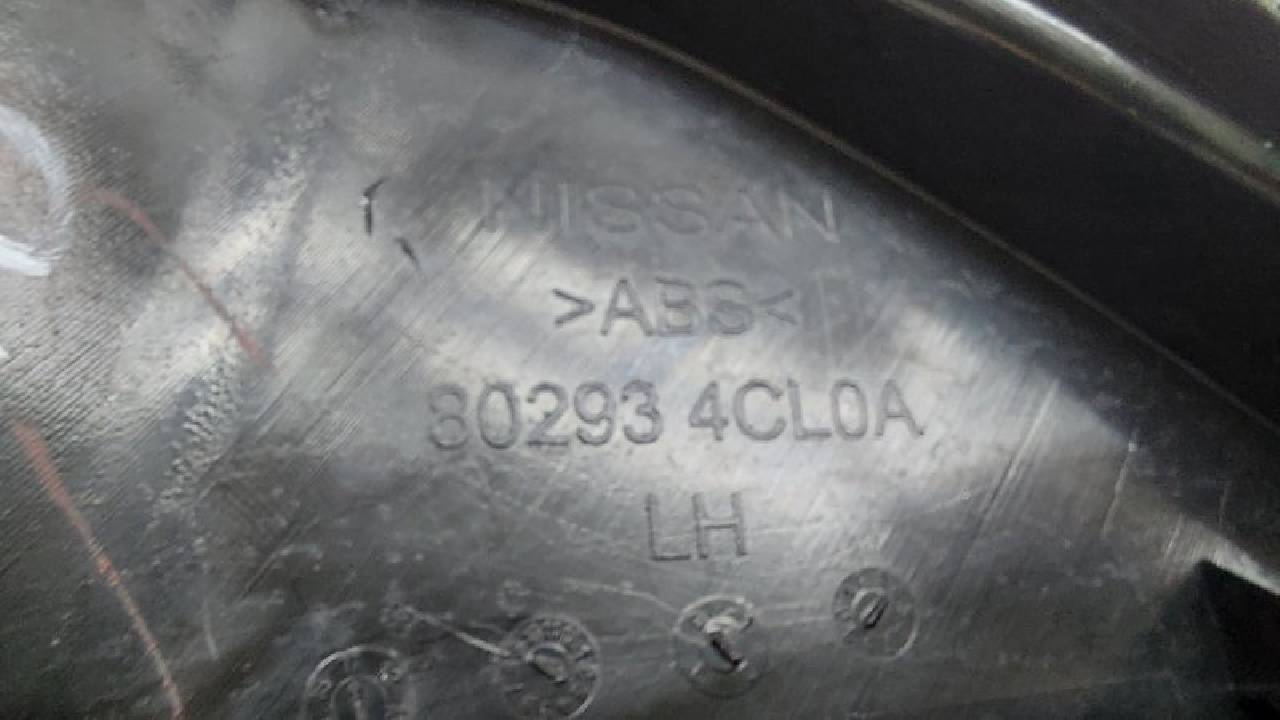 NISSAN
>ABS<
80293 4CL0A
LH